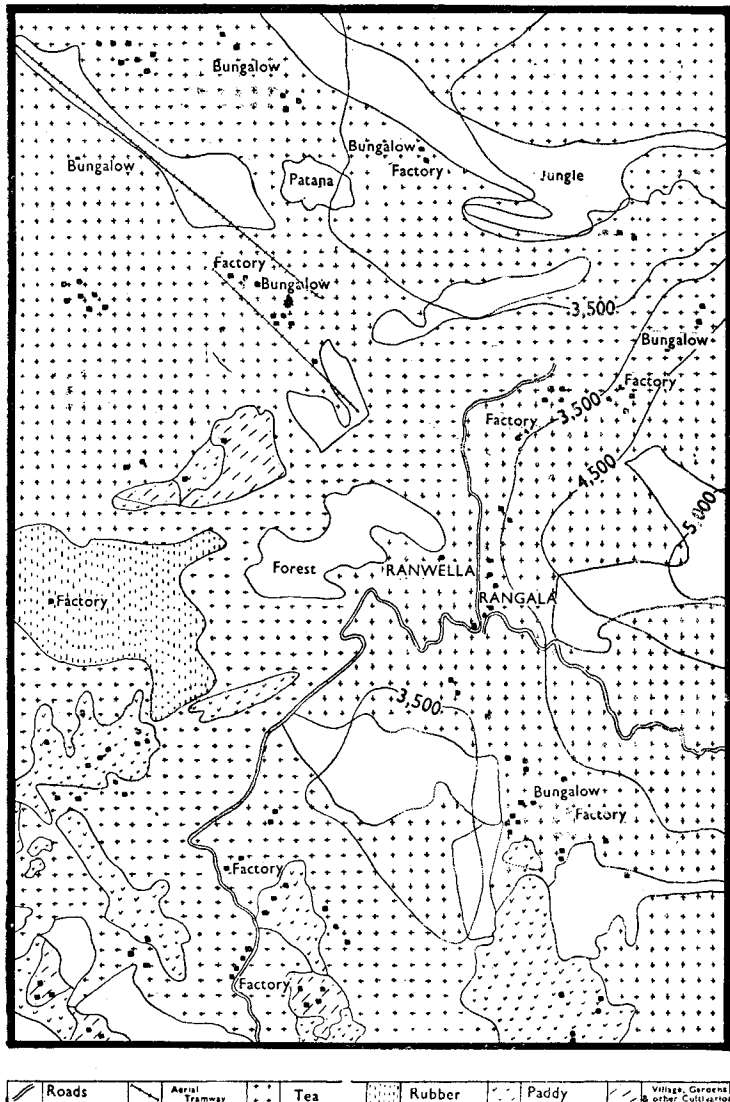 Bungalow
Bungalow
Factory
Bungalow
Patana
Jungle
Factory
Bungalow
3,500
Bungalow
Factory
3,500
Factory
4,500
5,000
Forest
RANWELLA
RANGALA
Factory
3,500
Bungalow
Factory
Factory
Factory
Roads
Aerial Tramway
Tea
Rubber
Paddy
Village, Gardens & other Cultivation